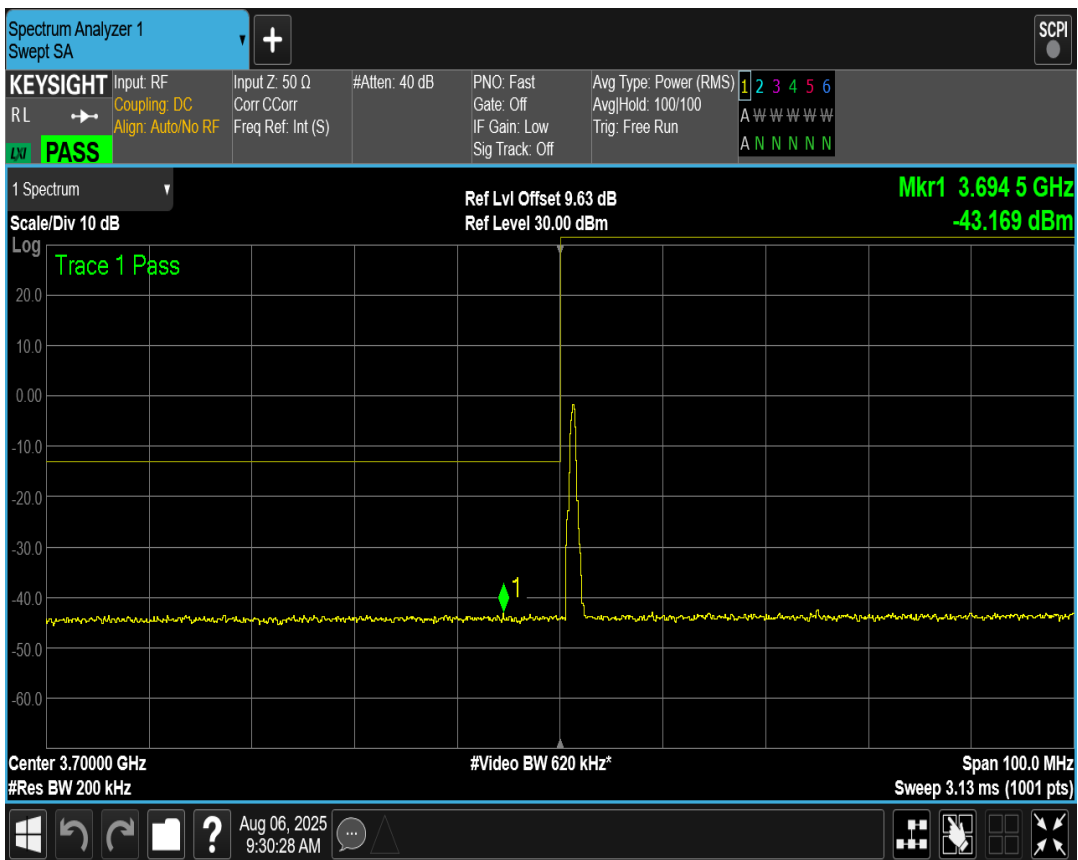 Spectrum Analyzer 1
Swept SA
SCPI
KEYSIGHT
RL
LXI PASS
Input: RF
Coupling: DC
Align: Auto/No RF
Input Z: 50 Ω
Corr CCorr
Freq Ref: Int (S)
#Atten: 40 dB
PNO: Fast
Gate: Off
IF Gain: Low
Sig Track: Off
Avg Type: Power (RMS)
Avg|Hold: 100/100
Trig: Free Run
1 2 3 4 5 6
A W W W W W
A N N N N N
1 Spectrum
Scale/Div 10 dB
Ref Lvl Offset 9.63 dB
Ref Level 30.00 dBm
Mkr1 3.694 5 GHz
-43.169 dBm
Log
Trace 1 Pass
20.0
10.0
0.00
-10.0
-20.0
-30.0
-40.0
-50.0
-60.0
1
Center 3.70000 GHz
#Res BW 200 kHz
#Video BW 620 kHz*
Span 100.0 MHz
Sweep 3.13 ms (1001 pts)
?
Aug 06, 2025
9:30:28 AM